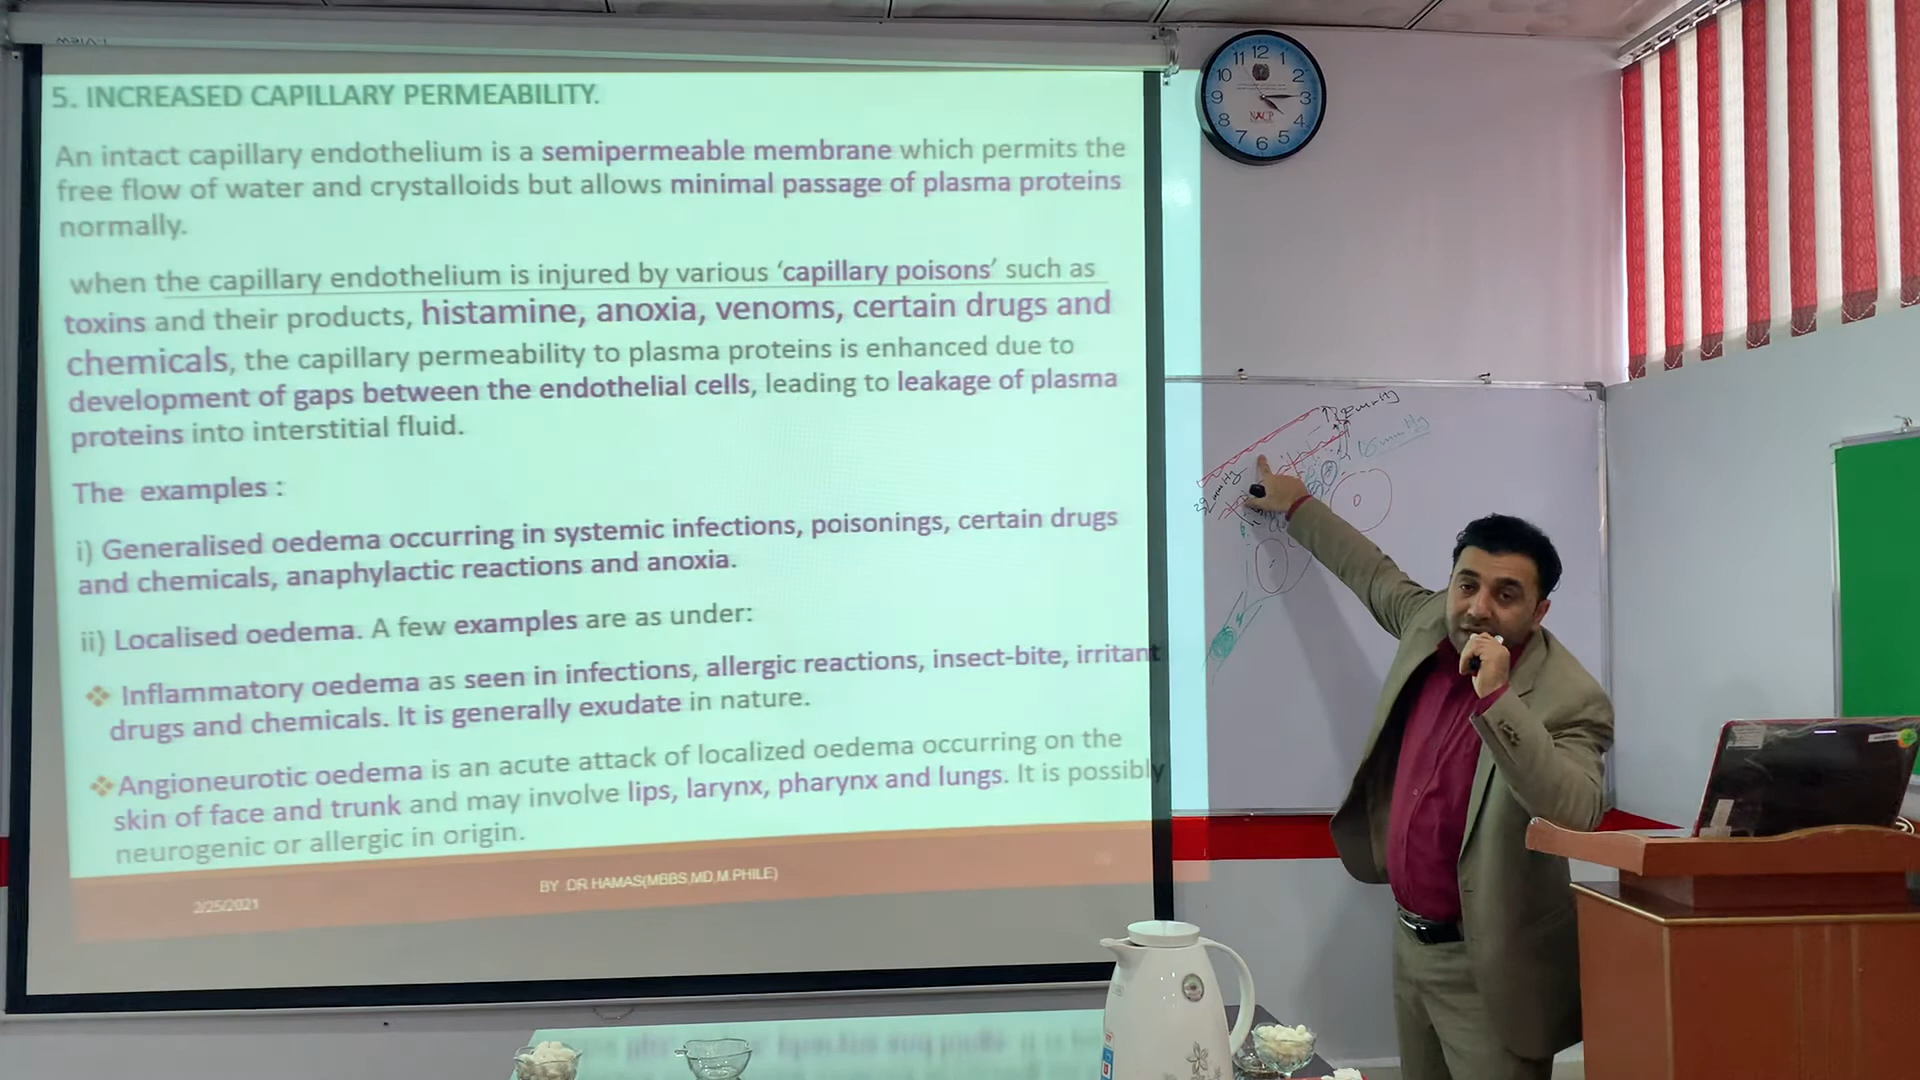 5. INCREASED CAPILLARY PERMEABILITY.
An intact capillary endothelium is a semipermeable membrane which permits the
free flow of water and crystalloids but allows minimal passage of plasma proteins
normally.
when the capillary endothelium is injured by various ‘capillary poisons’ such as
toxins and their products, histamine, anoxia, venoms, certain drugs and
chemicals, the capillary permeability to plasma proteins is enhanced due to
development of gaps between the endothelial cells, leading to leakage of plasma
proteins into interstitial fluid.
The examples :
i) Generalised oedema occurring in systemic infections, poisonings, certain drugs
and chemicals, anaphylactic reactions and anoxia.
ii) Localised oedema. A few examples are as under:
❖ Inflammatory oedema as seen in infections, allergic reactions, insect-bite, irritant
drugs and chemicals. It is generally exudate in nature.
❖ Angioneurotic oedema is an acute attack of localized oedema occurring on the
skin of face and trunk and may involve lips, larynx, pharynx and lungs. It is possibly
neurogenic or allergic in origin.
2/25/2021
BY DR HAMAS(MBBS,MD,M.PHILE)
12
1
2
3
4
5
6
7
8
9
10
11
mmHg
mmHg
mmHg